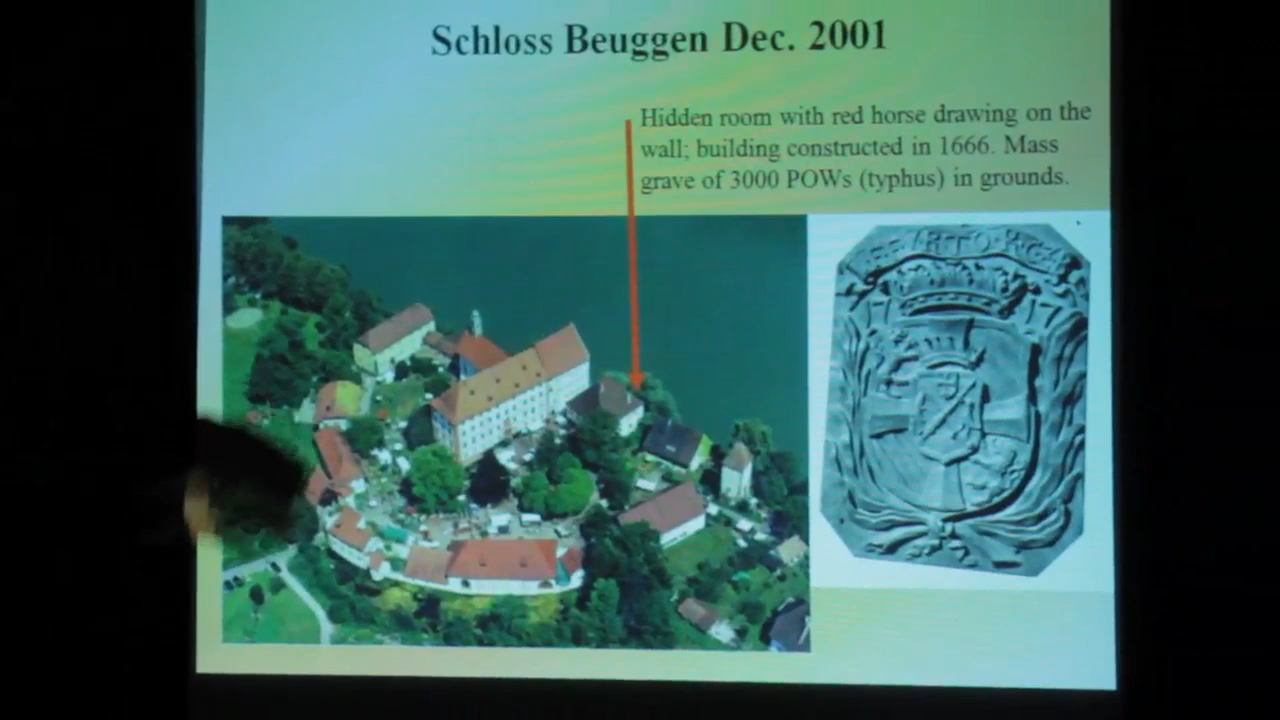 Schloss Beuggen Dec. 2001
Hidden room with red horse drawing on the
wall; building constructed in 1666. Mass
grave of 3000 POWs (typhus) in grounds.